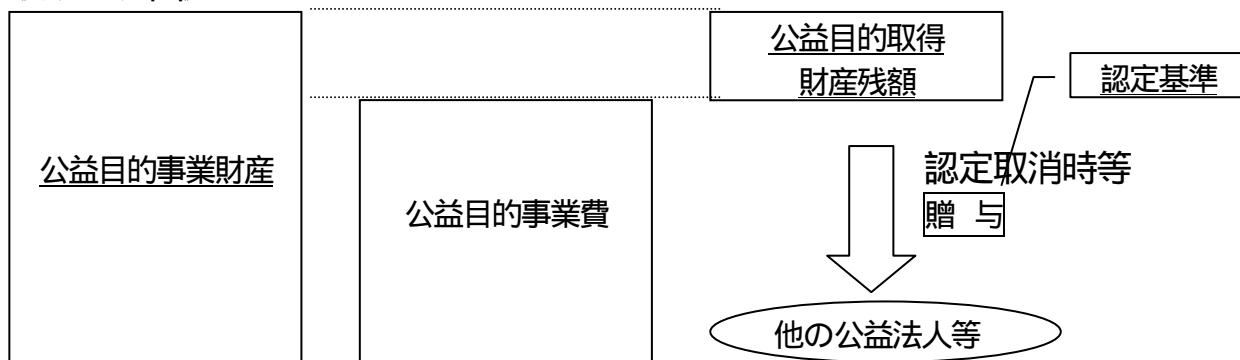 公益目的取得
財産残額
認定基準
公益目的事業財産
公益目的事業費
認定取消時等
贈 与
他の公益法人等